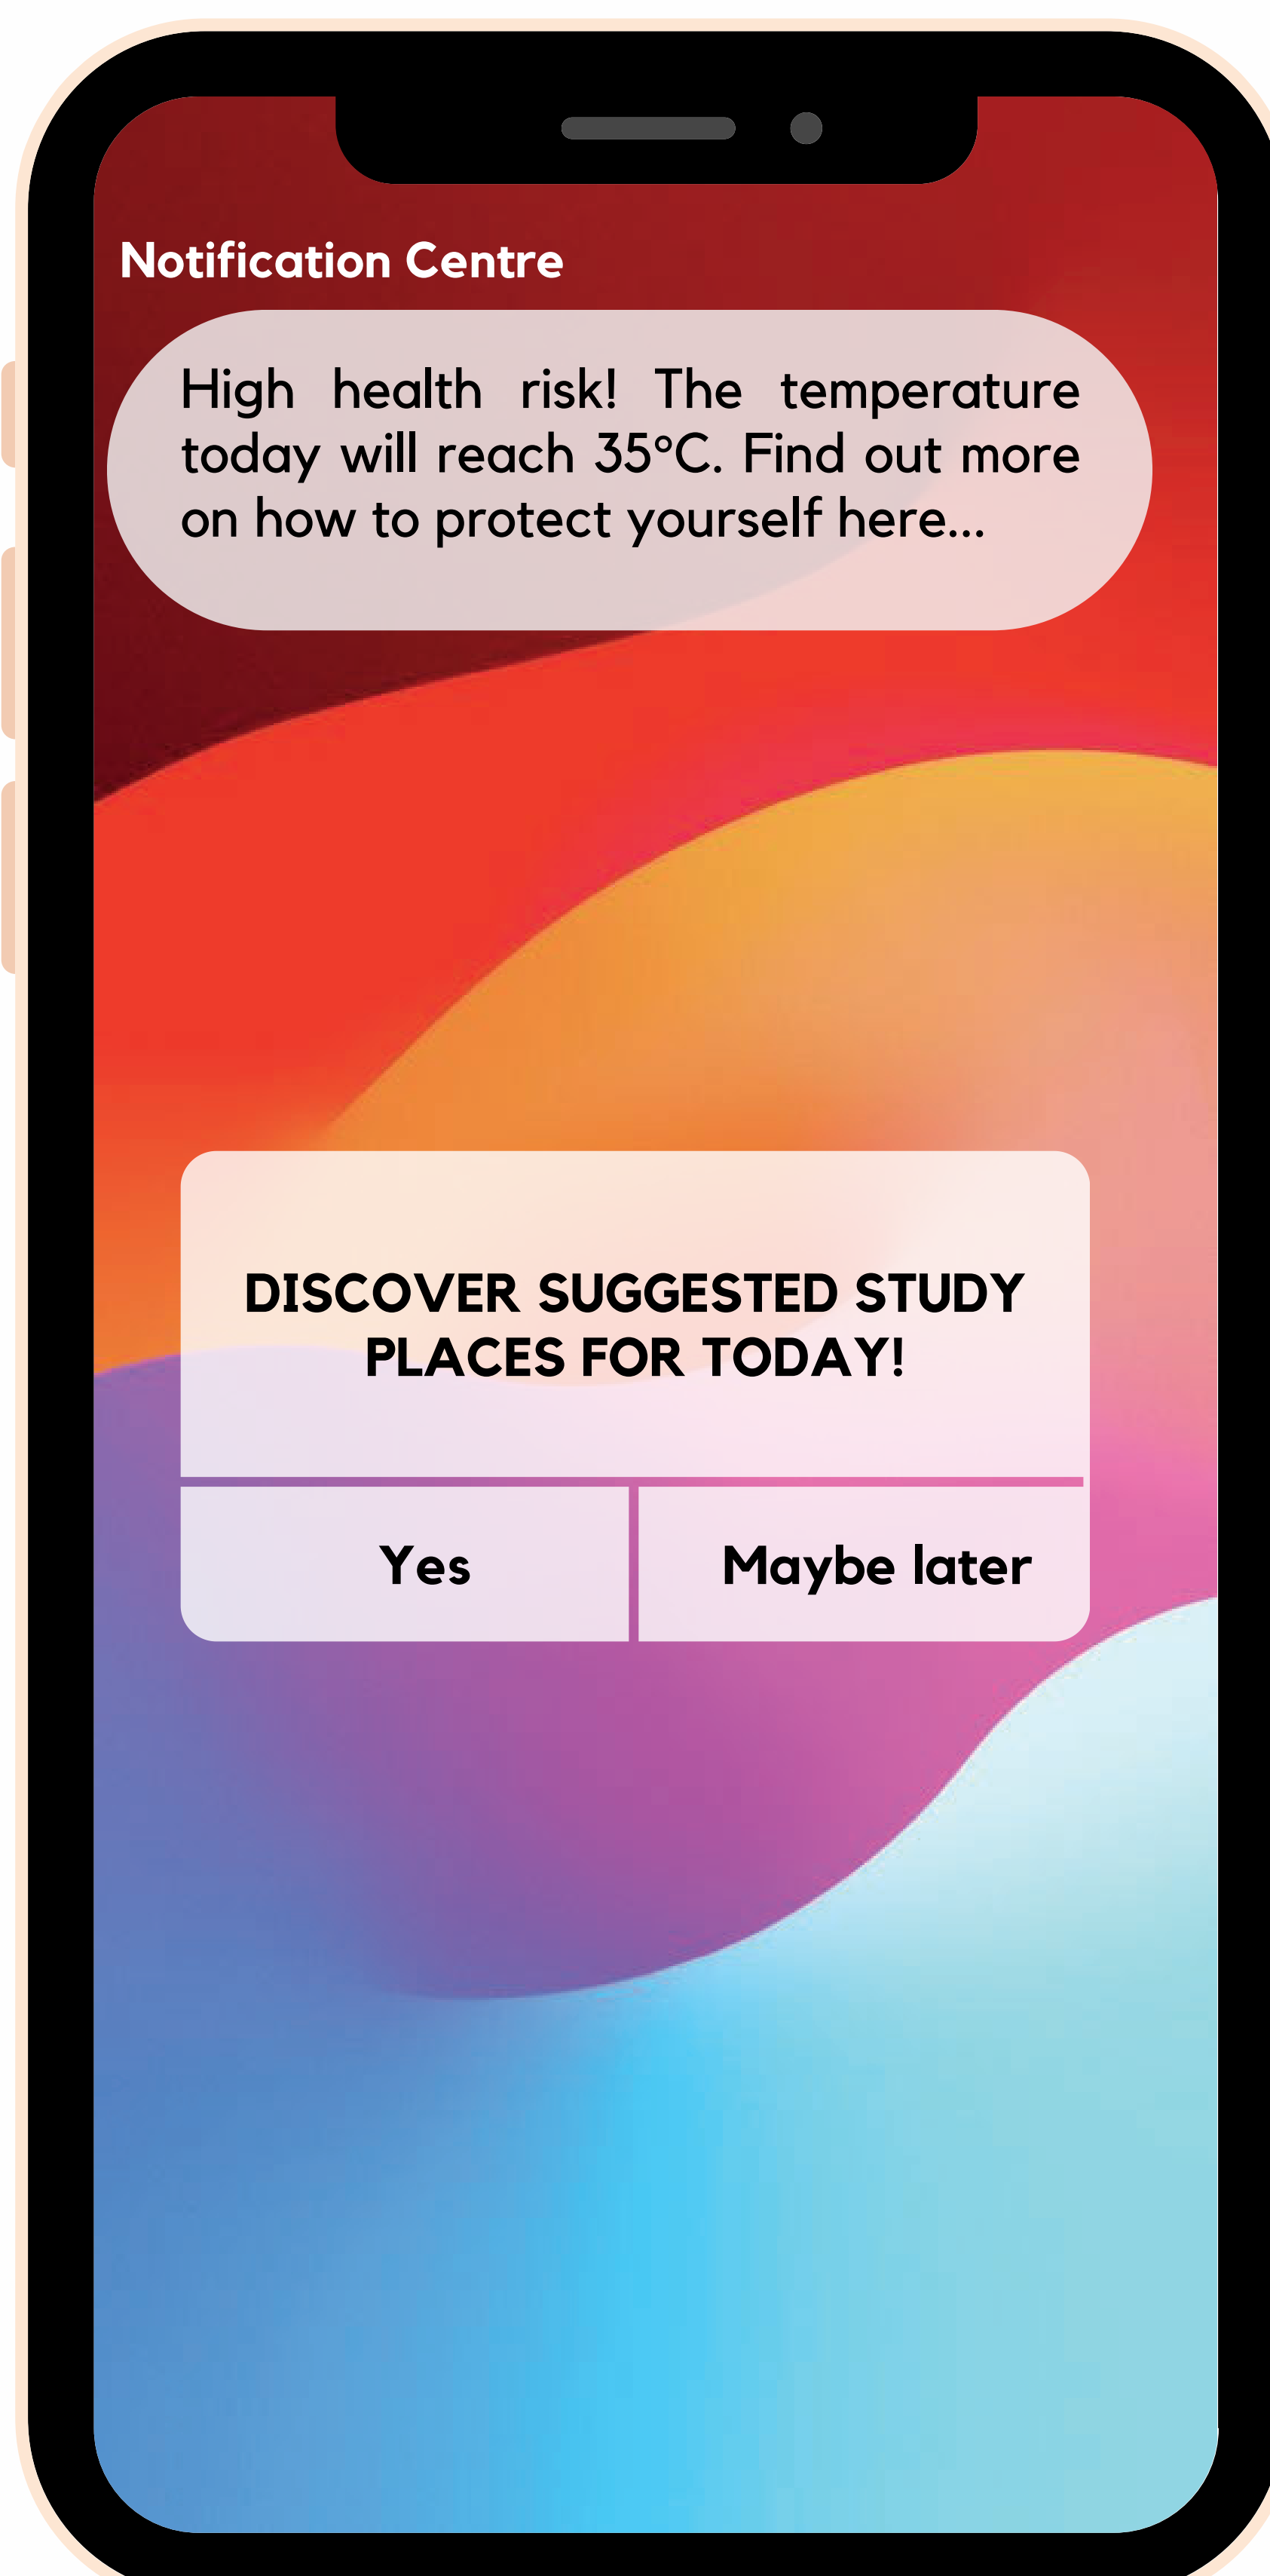 Notification Centre
High health risk! The temperature
today will reach 35°C. Find out more
on how to protect yourself here...
DISCOVER SUGGESTED STUDY
PLACES FOR TODAY!
Yes
Maybe later